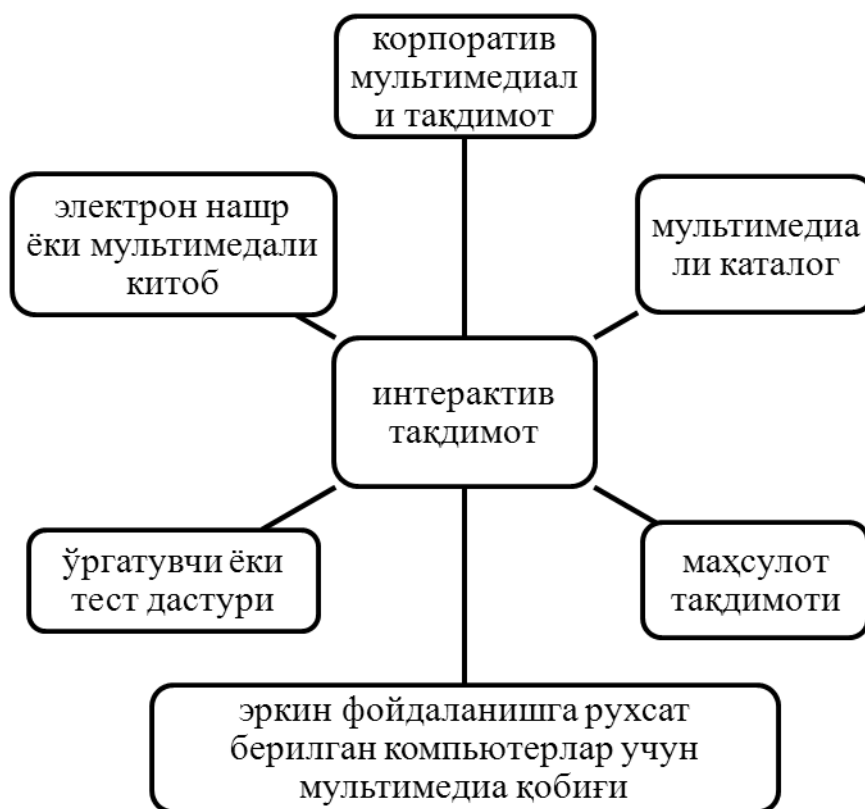 корпоратив
мультимедиал
и тақдимот
электрон нашр
ёки мультимедали
китоб
мультимедиа
ли каталог
интерактив
тақдимот
ўргатувчи ёки
тест дастури
маҳсулот
тақдимоти
эркин фойдаланишга рухсат
берилган компьютерлар учун
мультимедиа қобиғи